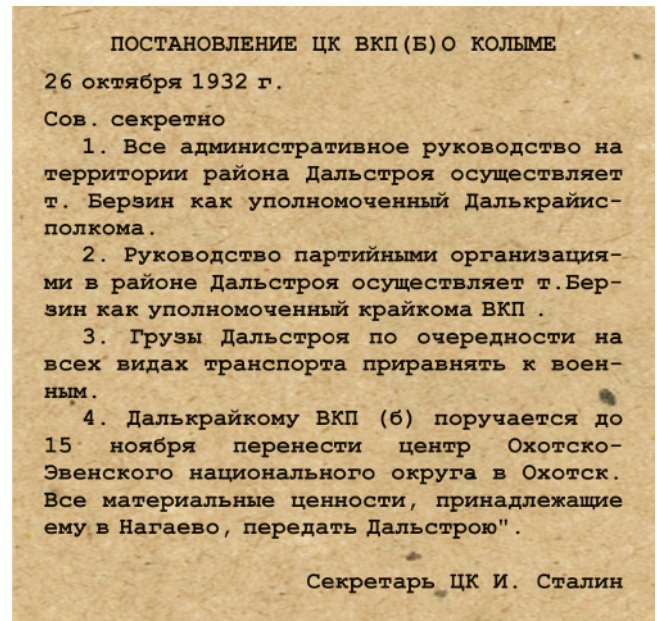 ПОСТАНОВЛЕНИЕ ЦК ВКП(Б)О КОЛЫМЕ
26 октября 1932 г.
Сов. секретно
1. Все административное руководство на
территории района Дальстроя осуществляет
т. Берзин как уполномоченный Далькрайис-
полкома.
2. Руководство партийными организация-
ми в районе Дальстроя осуществляет т.Бер-
зин как уполномоченный крайкома ВКП .
3. Грузы Дальстроя по очередности на
всех видах транспорта приравнять к воен-
ным.
4. Далькрайкому ВКП (б) поручается до
15 ноября перенести центр Охотско-
Эвенского национального округа в Охотск.
Все материальные ценности, принадлежащие
ему в Нагаево, передать Дальстрою".
Секретарь ЦК И. Сталин